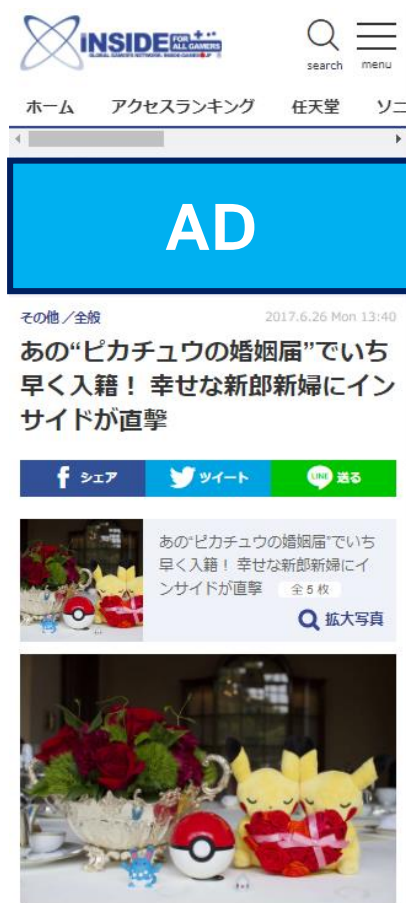 INSIDE FOR ALL GAMERS
search
menu
ホーム アクセスランキング 任天堂 ソニ
AD
その他／全般
2017.6.26 Mon 13:40
あの“ピカチュウの婚姻届”でいち
早く入籍！ 幸せな新郎新婦にイン
サイドが直撃
f シェア
ツイート
LINE 送る
あの“ピカチュウの婚姻届”でいち
早く入籍！ 幸せな新郎新婦にイ
ンサイドが直撃 全5枚
拡大写真